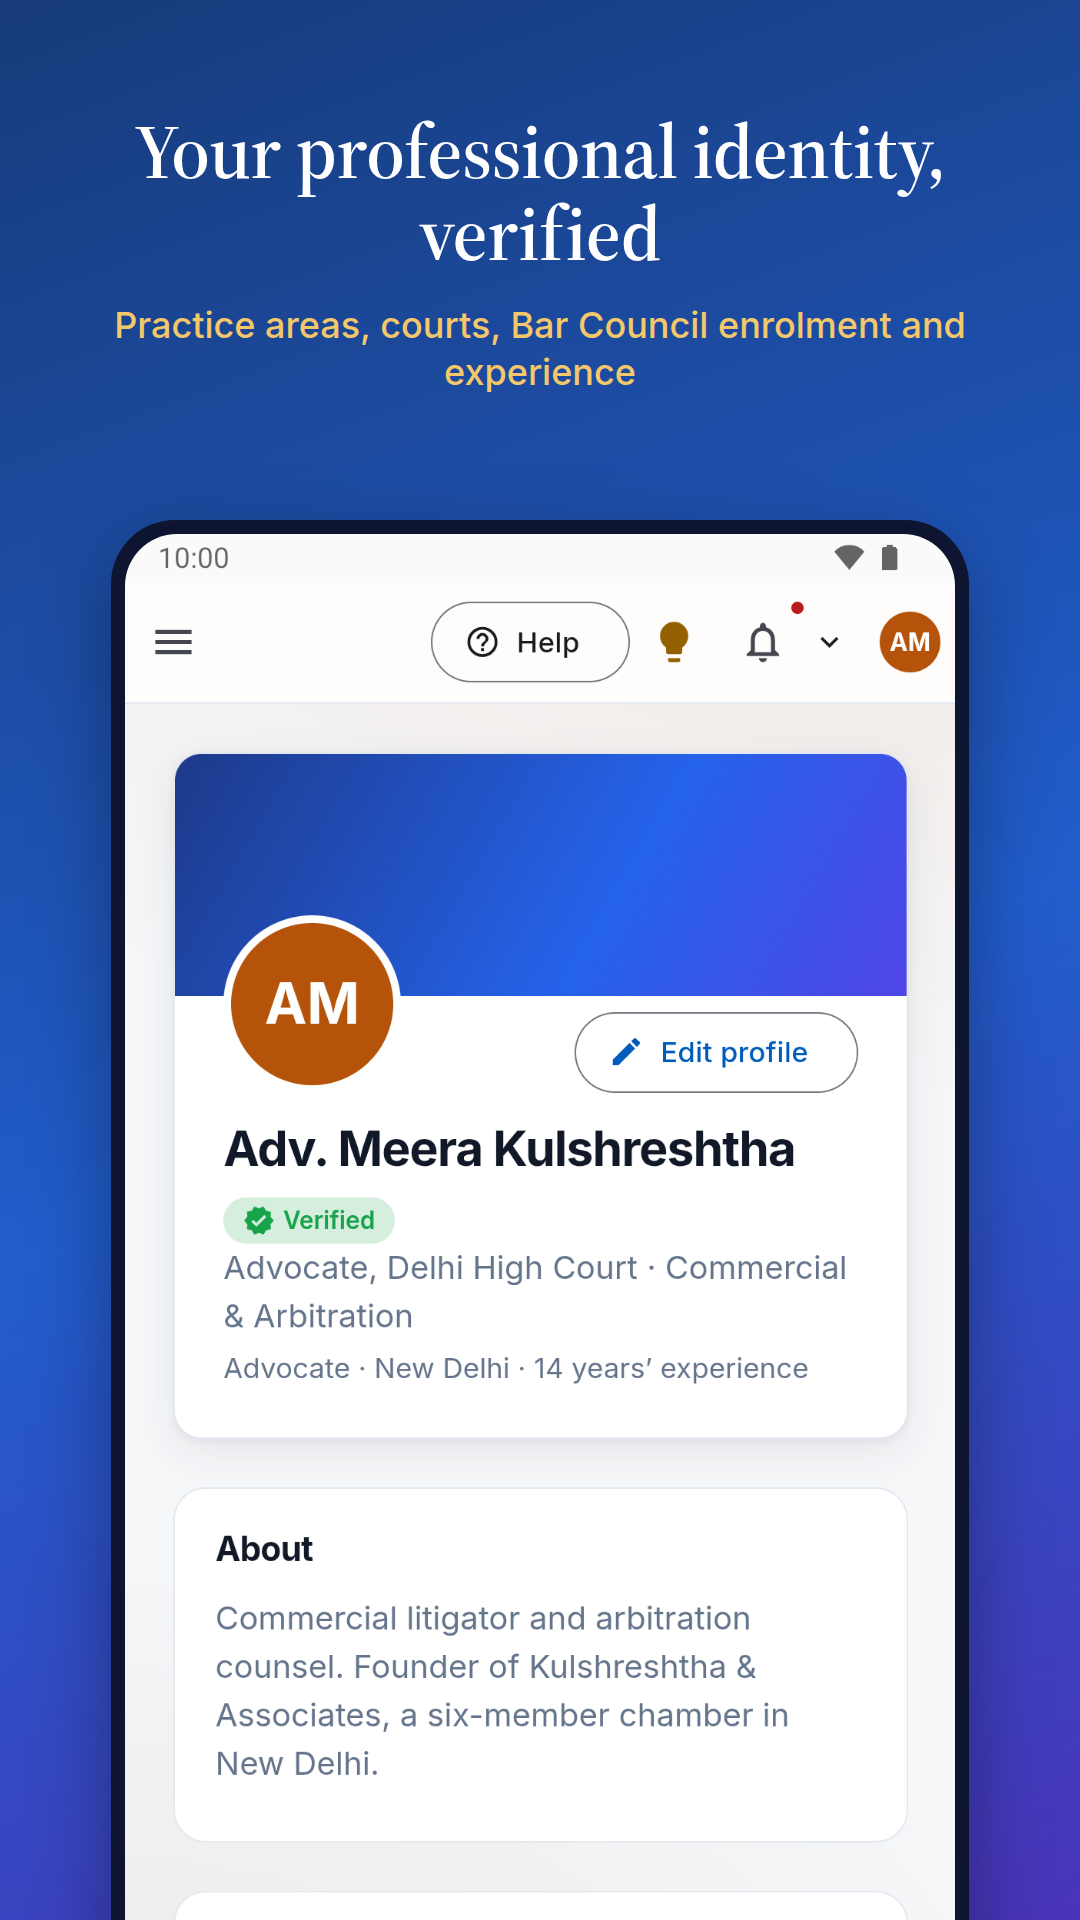 Your professional identity,
verified
Practice areas, courts, Bar Council enrolment and
experience
10:00
Help
AM
AM
Edit profile
Adv. Meera Kulshreshtha
Verified
Advocate, Delhi High Court · Commercial
& Arbitration
Advocate · New Delhi · 14 years’ experience
About
Commercial litigator and arbitration
counsel. Founder of Kulshreshtha &
Associates, a six-member chamber in
New Delhi.